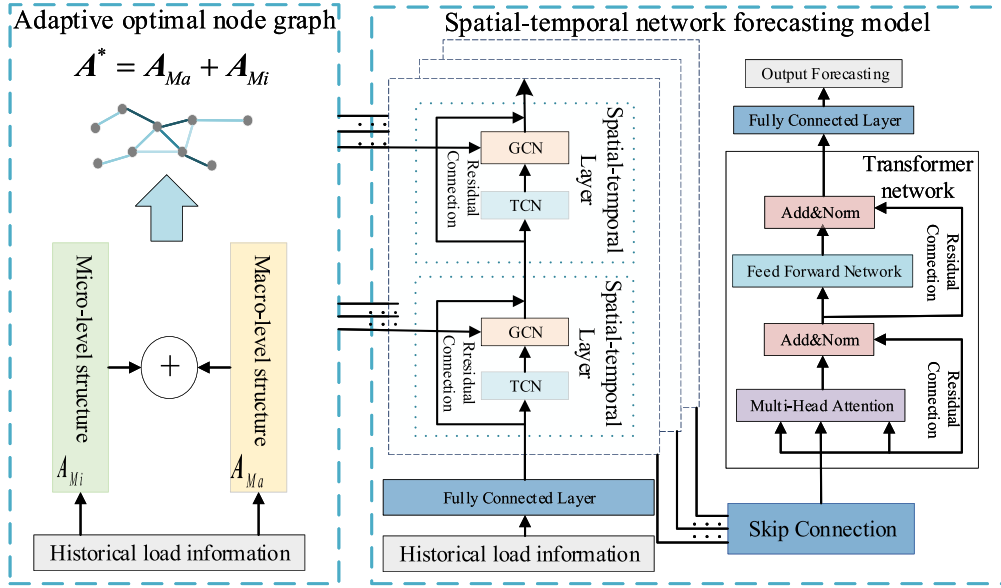 Adaptive optimal node graph
A* = A_Ma + A_Mi
Micro-level structure
A_Mi
+
Macro-level structure
A_Ma
Historical load information
Spatial-temporal network forecasting model
Spatial-temporal
Layer
GCN
TCN
Residual
Connection
Spatial-temporal
Layer
GCN
TCN
Rresidual
Connection
Fully Connected Layer
Historical load information
Output Forecasting
Fully Connected Layer
Transformer
network
Add&Norm
Feed Forward Network
Residual
Connection
Add&Norm
Multi-Head Attention
Residual
Connection
Skip Connection